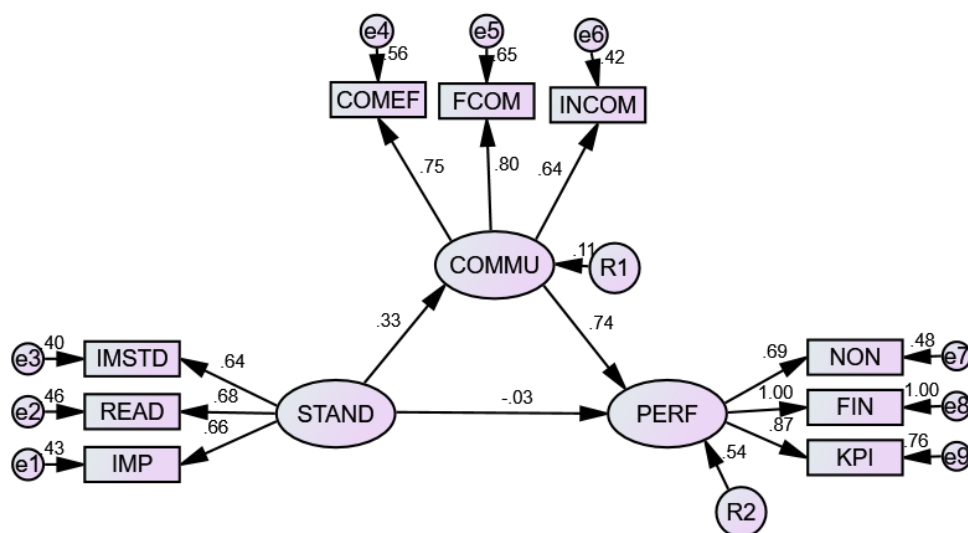 e4
e5
e6
.56
.65
.42
COMEF
FCOM
INCOM
.75
.80
.64
COMMU
.11
R1
.33
.74
e3
.40
IMSTD
.64
e2
.46
READ
.68
e1
.43
IMP
.66
STAND
-.03
PERF
.69
NON
.48
e7
1.00
FIN
1.00
e8
.87
KPI
.76
e9
.54
R2